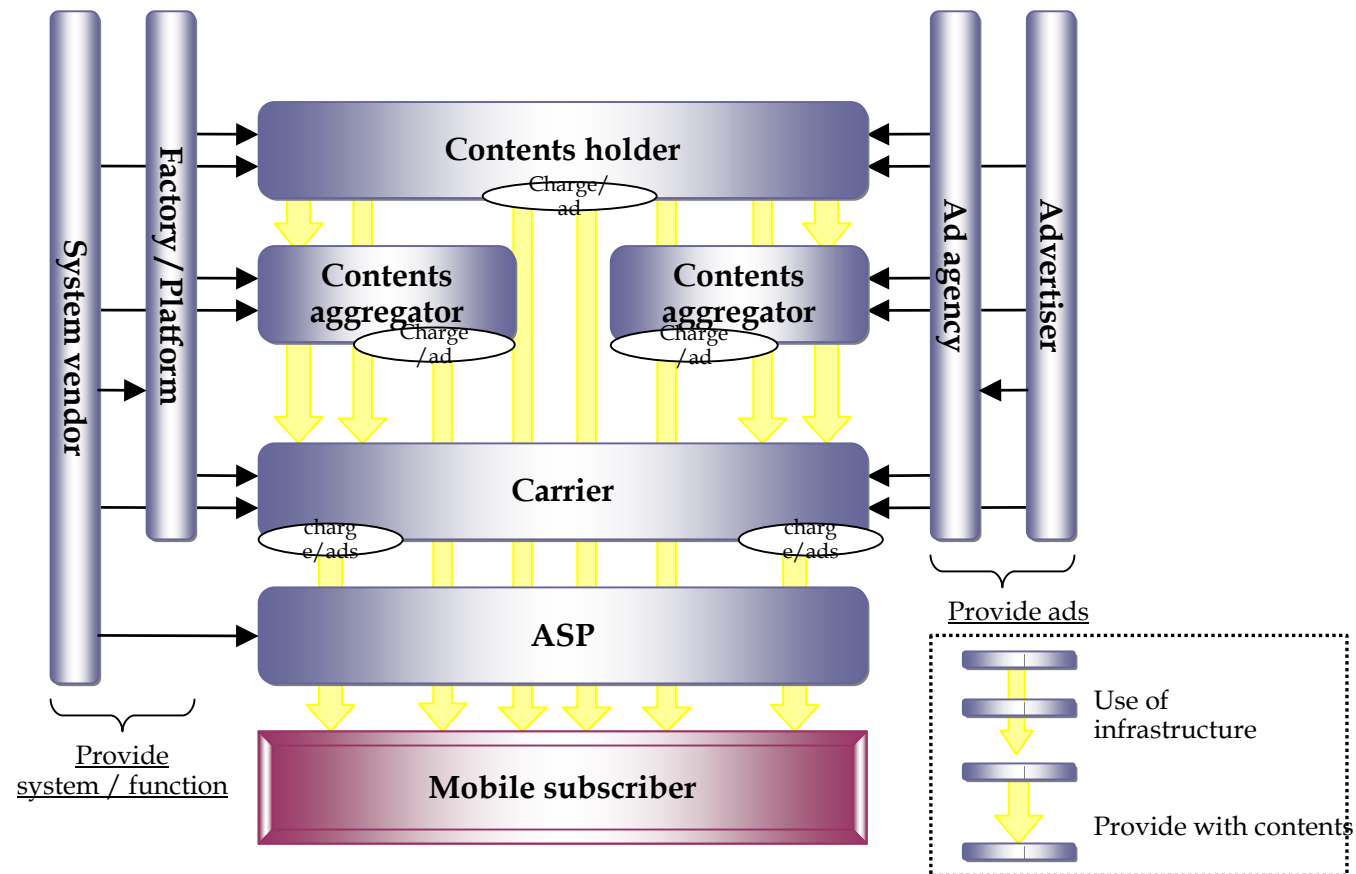 System vendor
Factory / Platform
Contents holder
Charge/
ad
Contents
aggregator
Charge
/ad
Contents
aggregator
Charge
/ad
Carrier
charg
e/ads
charg
e/ads
ASP
Mobile subscriber
Ad agency
Advertiser
Provide
system / function
Provide ads
Use of
infrastructure
Provide with contents